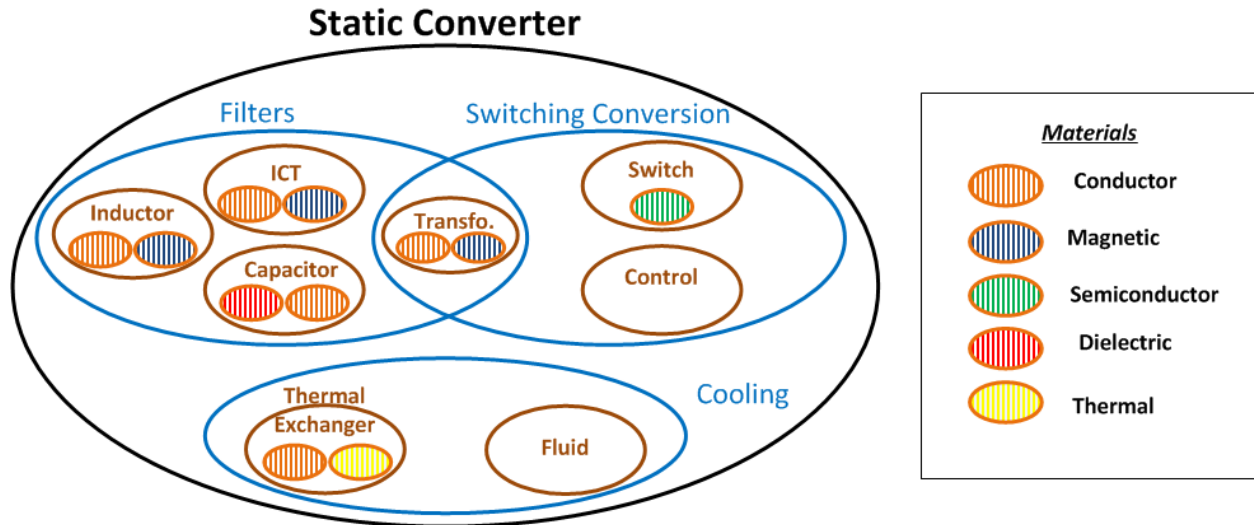 Static Converter
Filters
Switching Conversion
ICT
Switch
Inductor
Transfo.
Capacitor
Control
Thermal
Exchanger
Fluid
Cooling
Materials
Conductor
Magnetic
Semiconductor
Dielectric
Thermal